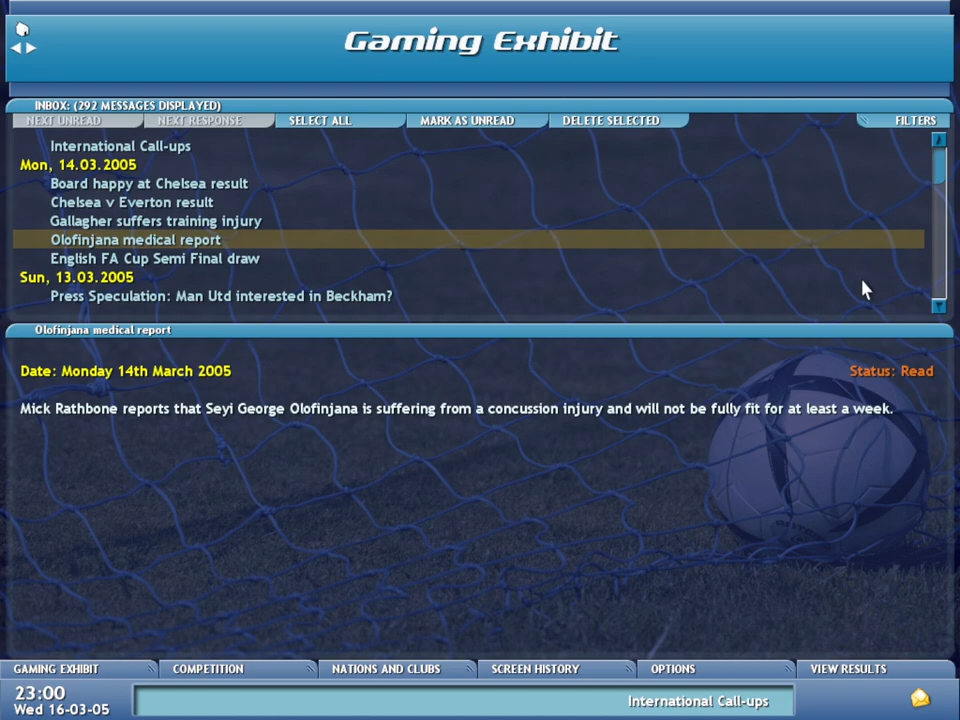 Gaming Exhibit
INBOX: (292 MESSAGES DISPLAYED)
NEXT UNREAD NEXT RESPONSE SELECT ALL MARK AS UNREAD DELETE SELECTED FILTERS
International Call-ups
Mon, 14.03.2005
Board happy at Chelsea result
Chelsea v Everton result
Gallagher suffers training injury
Olofinjana medical report
English FA Cup Semi Final draw
Sun, 13.03.2005
Press Speculation: Man Utd interested in Beckham?
Olofinjana medical report
Date: Monday 14th March 2005 Status: Read
Mick Rathbone reports that Seyi George Olofinjana is suffering from a concussion injury and will not be fully fit for at least a week.
GAMING EXHIBIT COMPETITION NATIONS AND CLUBS SCREEN HISTORY OPTIONS VIEW RESULTS
23:00
Wed 16-03-05
International Call-ups